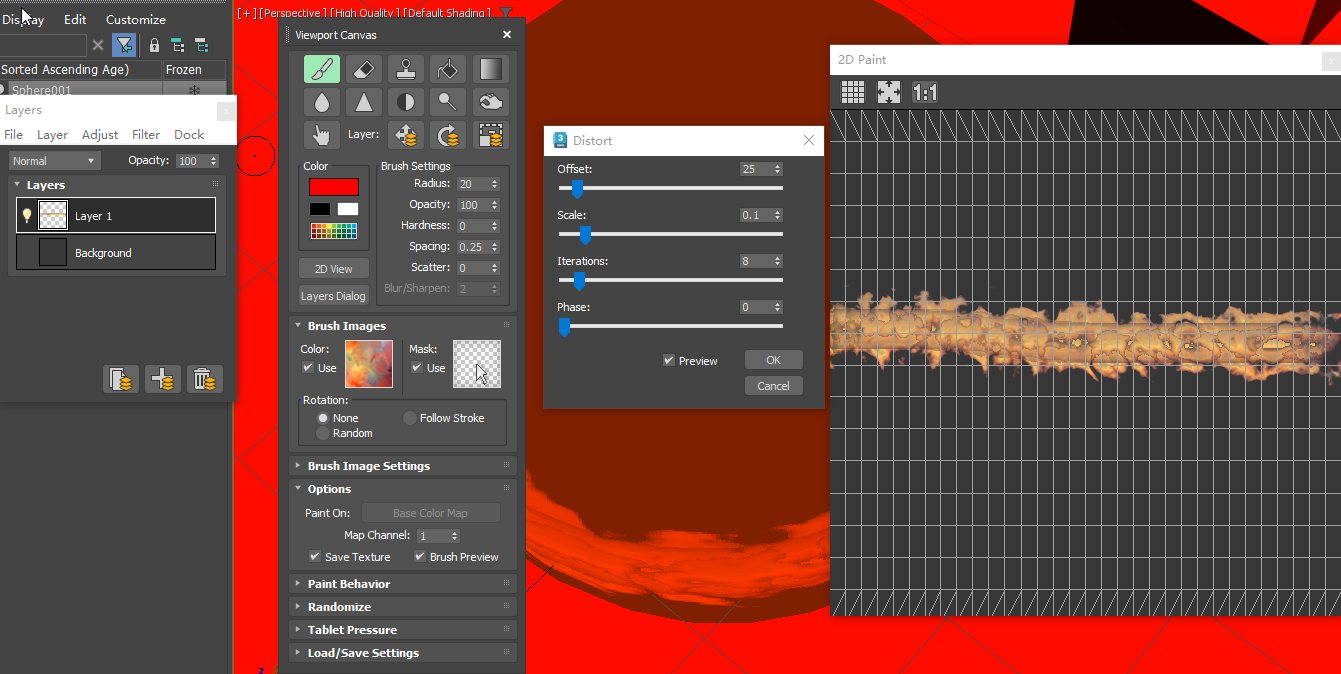 Display Edit Customize
Sorted Ascending Age) Frozen
Sphere001
Layers
File Layer Adjust Filter Dock
Normal Opacity: 100
Layers
Layer 1
Background
[+] [Perspective ] [High Quality ] [Default Shading]
Viewport Canvas
Layer:
Color
Brush Settings
Radius: 20
Opacity: 100
Hardness: 0
Spacing: 0.25
Scatter: 0
Blur/Sharpen: 2
2D View
Layers Dialog
Brush Images
Color: Mask:
Use Use
Rotation:
None Follow Stroke
Random
Brush Image Settings
Options
Paint On: Base Color Map
Map Channel: 1
Save Texture Brush Preview
Paint Behavior
Randomize
Tablet Pressure
Load/Save Settings
3
Distort
Offset: 25
Scale: 0.1
Iterations: 8
Phase: 0
Preview OK
Cancel
2D Paint
1:1